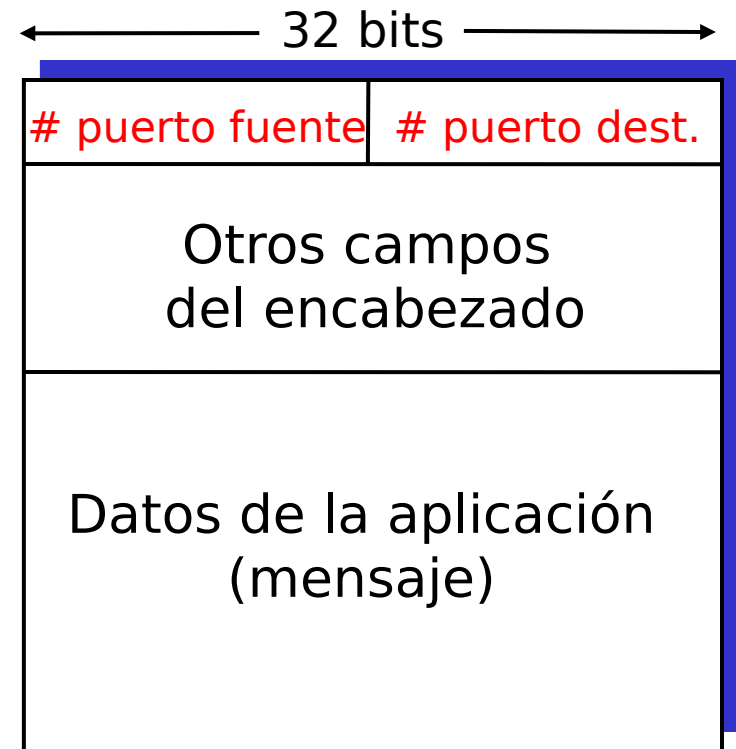 32 bits
# puerto fuente # puerto dest.
Otros campos
del encabezado
Datos de la aplicación
(mensaje)